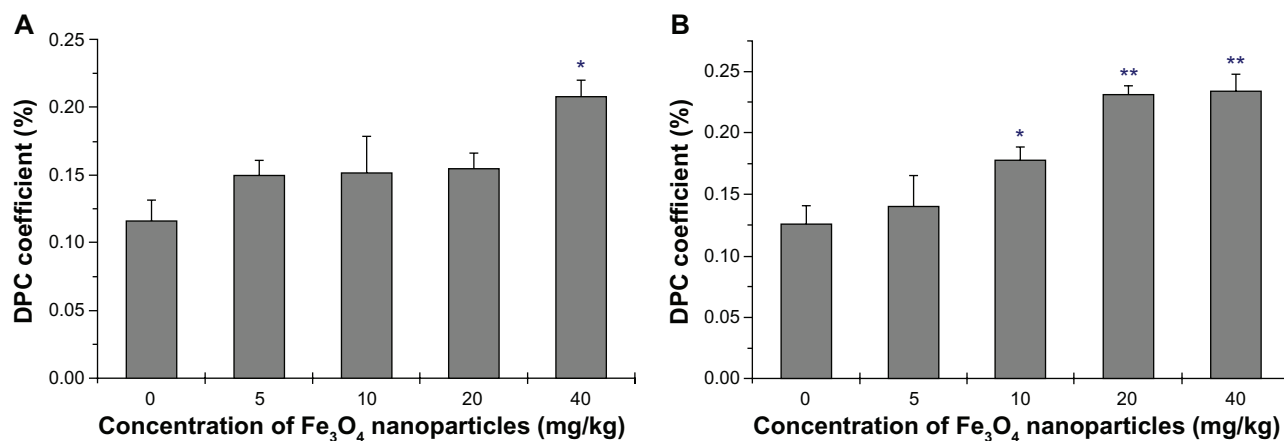 A
DPC coefficient (%)
0.25
0.20
0.15
0.10
0.05
0.00
*
0 5 10 20 40
Concentration of Fe₃O₄ nanoparticles (mg/kg)
B
DPC coefficient (%)
0.25
0.20
0.15
0.10
0.05
0.00
* ** **
0 5 10 20 40
Concentration of Fe₃O₄ nanoparticles (mg/kg)